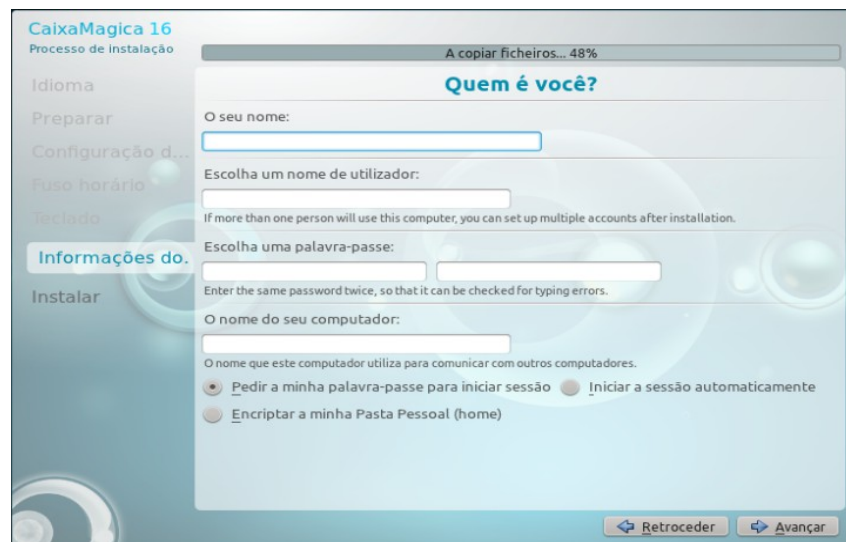 CaixaMagica 16
Processo de instalação
A copiar ficheiros... 48%
Idioma
Preparar
Configuração d...
Fuso horário
Teclado
Informações do.
Instalar
Quem é você?
O seu nome:
Escolha um nome de utilizador:
If more than one person will use this computer, you can set up multiple accounts after installation.
Escolha uma palavra-passe:
Enter the same password twice, so that it can be checked for typing errors.
O nome do seu computador:
O nome que este computador utiliza para comunicar com outros computadores.
Pedir a minha palavra-passe para iniciar sessão Iniciar a sessão automaticamente
Encriptar a minha Pasta Pessoal (home)
Retroceder Avançar